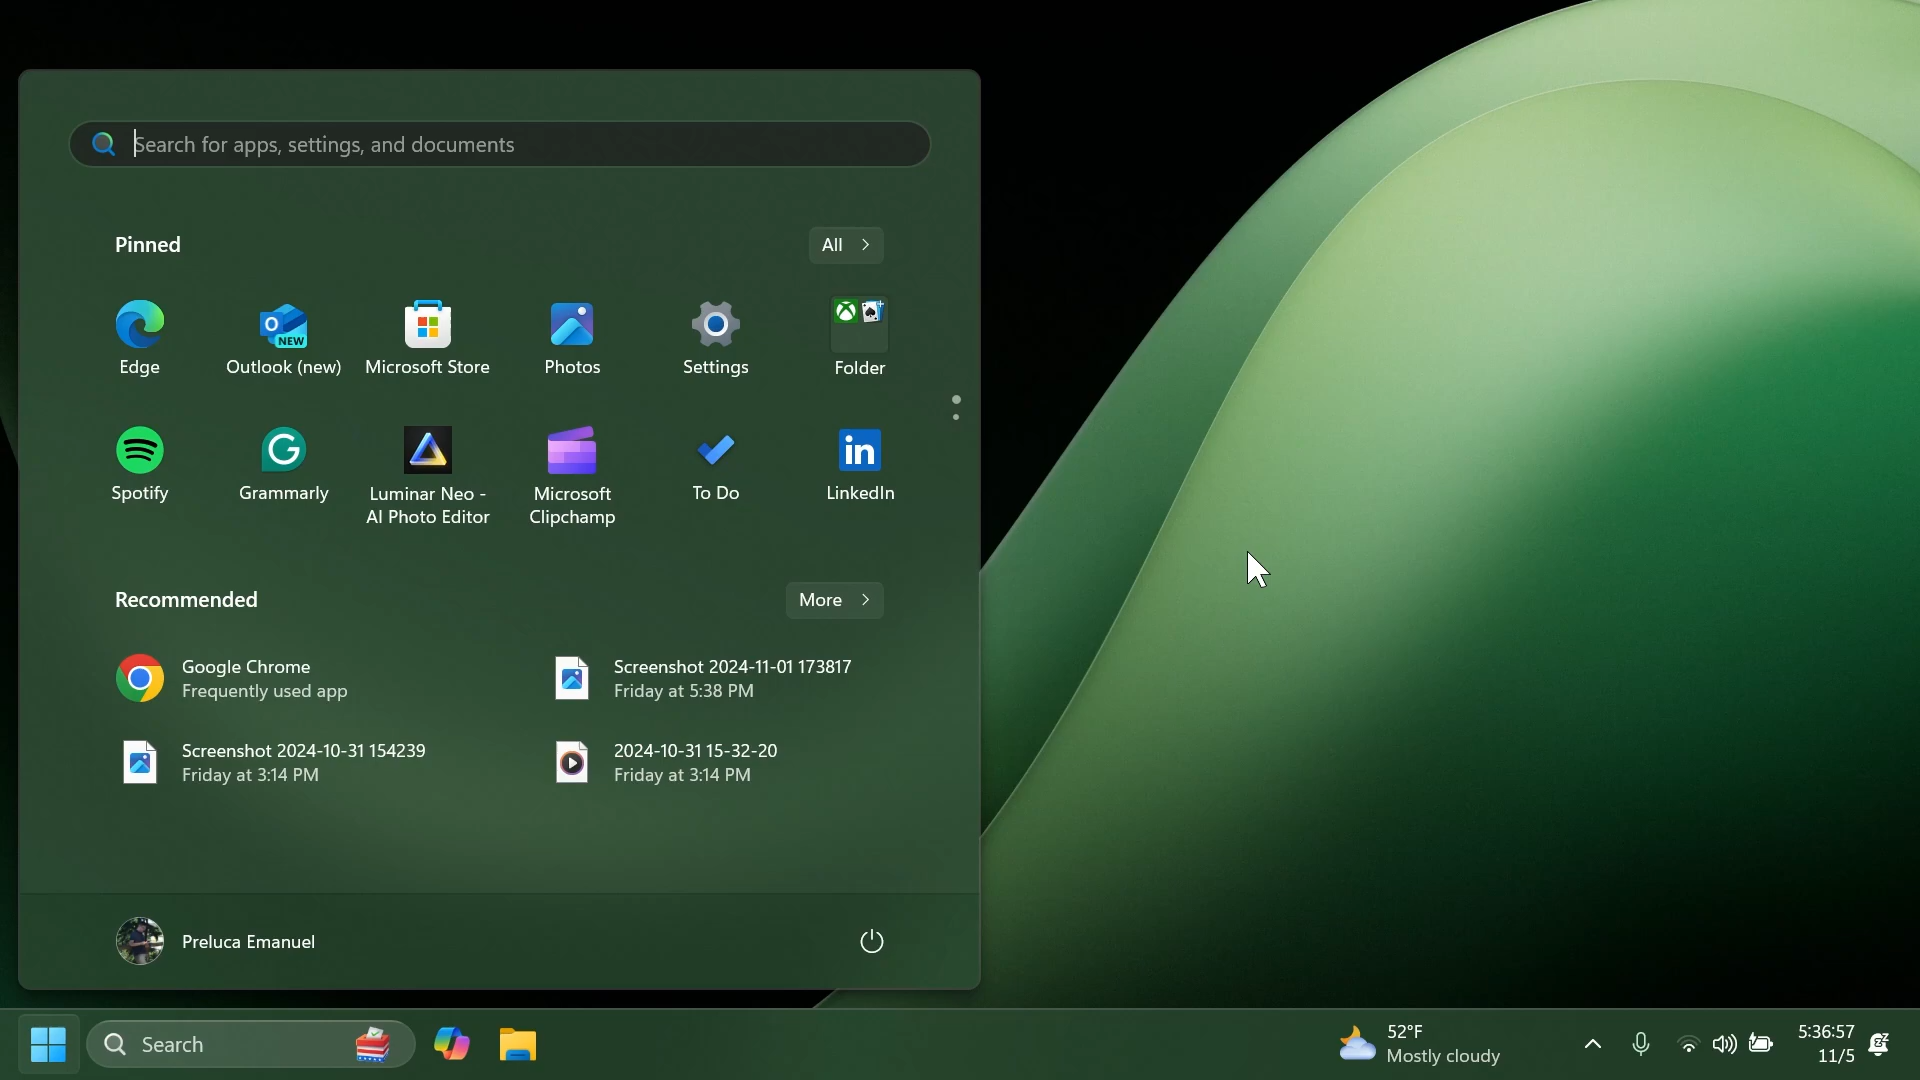 Search for apps, settings, and documents
Pinned
All
Edge
Outlook (new)
Microsoft Store
Photos
Settings
Folder
Spotify
Grammarly
Luminar Neo -
AI Photo Editor
Microsoft
Clipchamp
To Do
LinkedIn
Recommended
More
Google Chrome
Frequently used app
Screenshot 2024-11-01 173817
Friday at 5:38 PM
Screenshot 2024-10-31 154239
Friday at 3:14 PM
2024-10-31 15-32-20
Friday at 3:14 PM
Preluca Emanuel
Search
52°F
Mostly cloudy
5:36:57
11/5